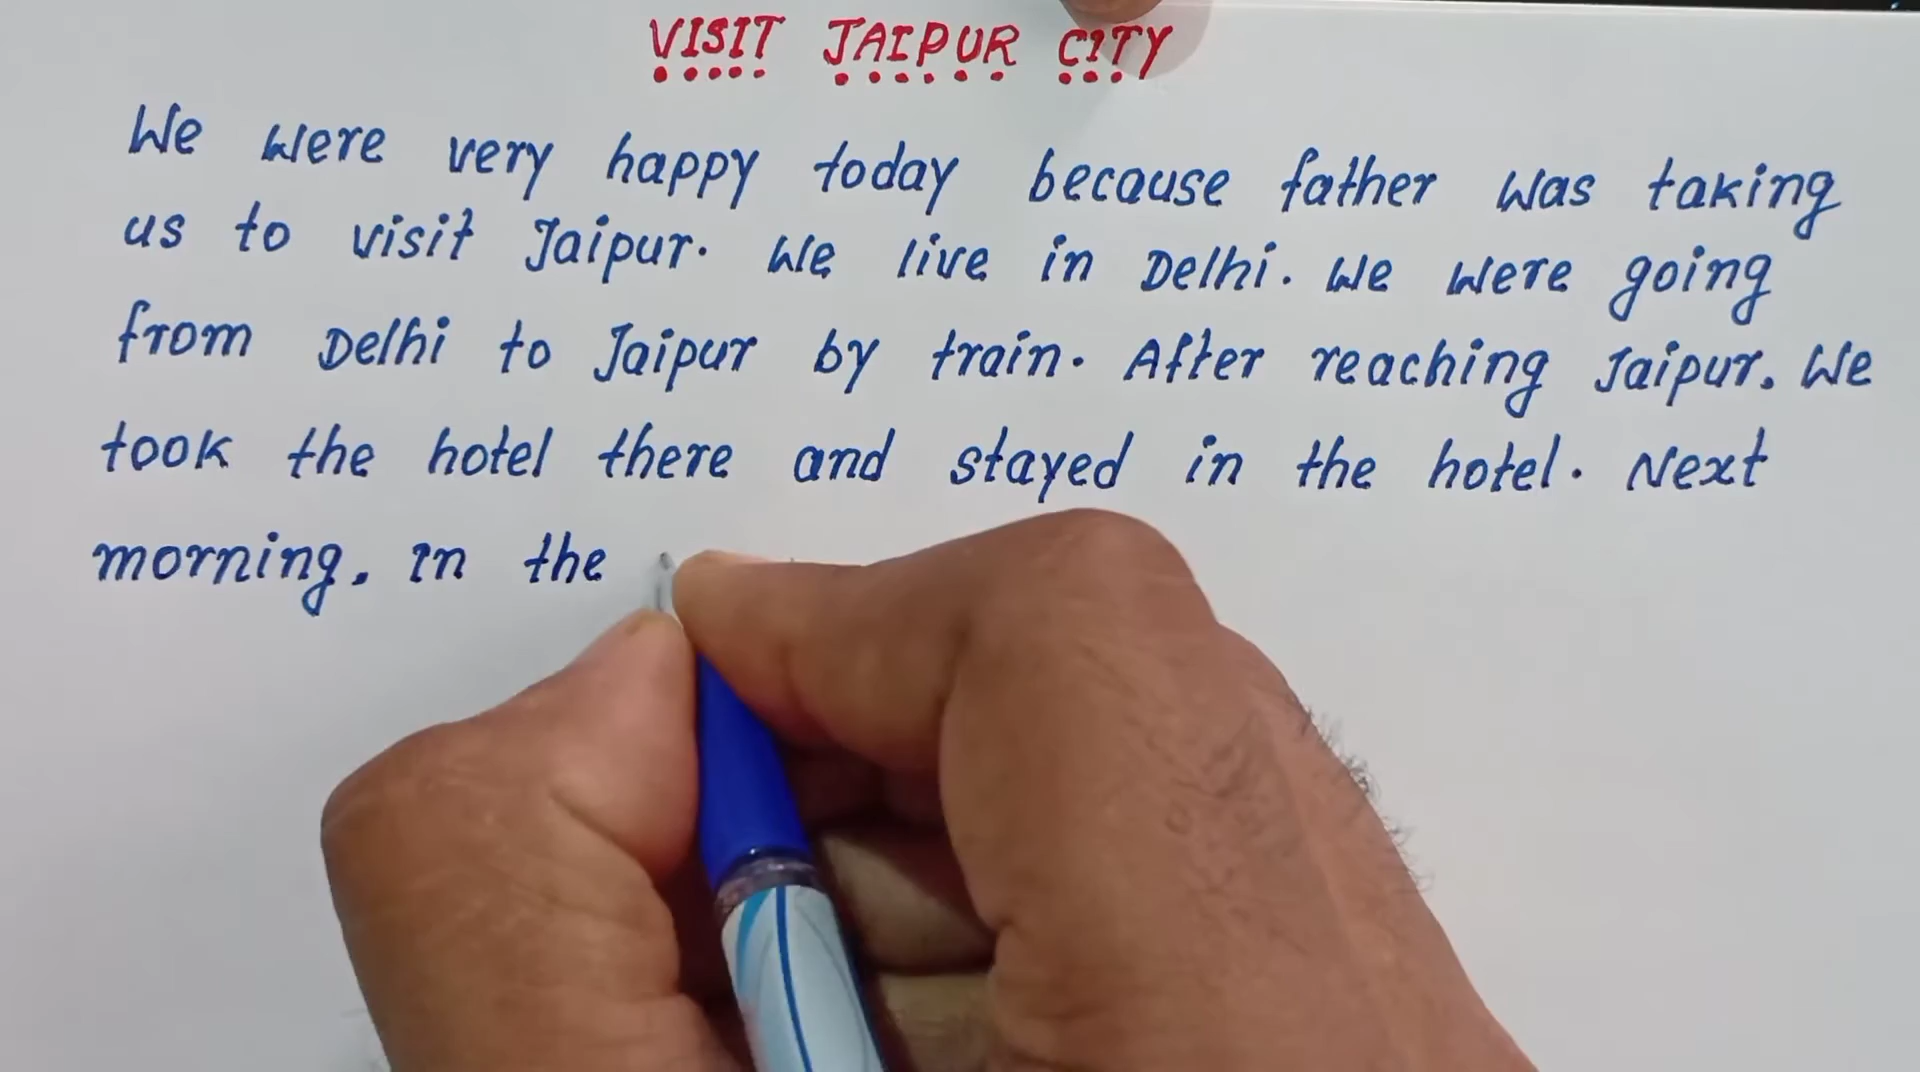 VISIT JAIPUR CITY
We were very happy today because father was taking
us to visit Jaipur. We live in Delhi. We were going
from Delhi to Jaipur by train. After reaching Jaipur. We
took the hotel there and stayed in the hotel. Next
morning. In the